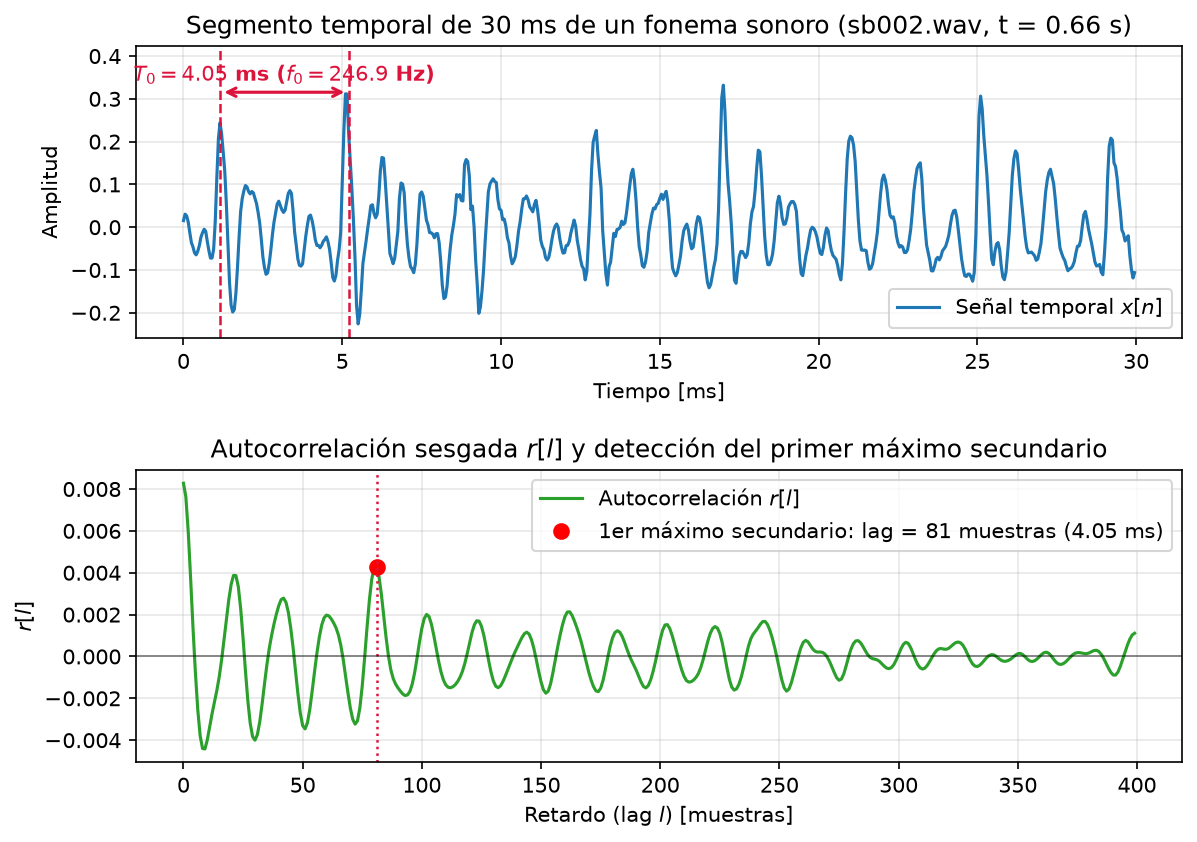 Segmento temporal de 30 ms de un fonema sonoro (sb002.wav, t = 0.66 s)
0.4
0.3
0.2
0.1
0.0
−0.1
−0.2
Amplitud
T₀ = 4.05 ms (f₀ = 246.9 Hz)
Señal temporal x[n]
0 5 10 15 20 25 30
Tiempo [ms]
Autocorrelación sesgada r[l] y detección del primer máximo secundario
0.008
0.006
0.004
0.002
0.000
−0.002
−0.004
r[l]
Autocorrelación r[l]
1er máximo secundario: lag = 81 muestras (4.05 ms)
0 50 100 150 200 250 300 350 400
Retardo (lag l) [muestras]